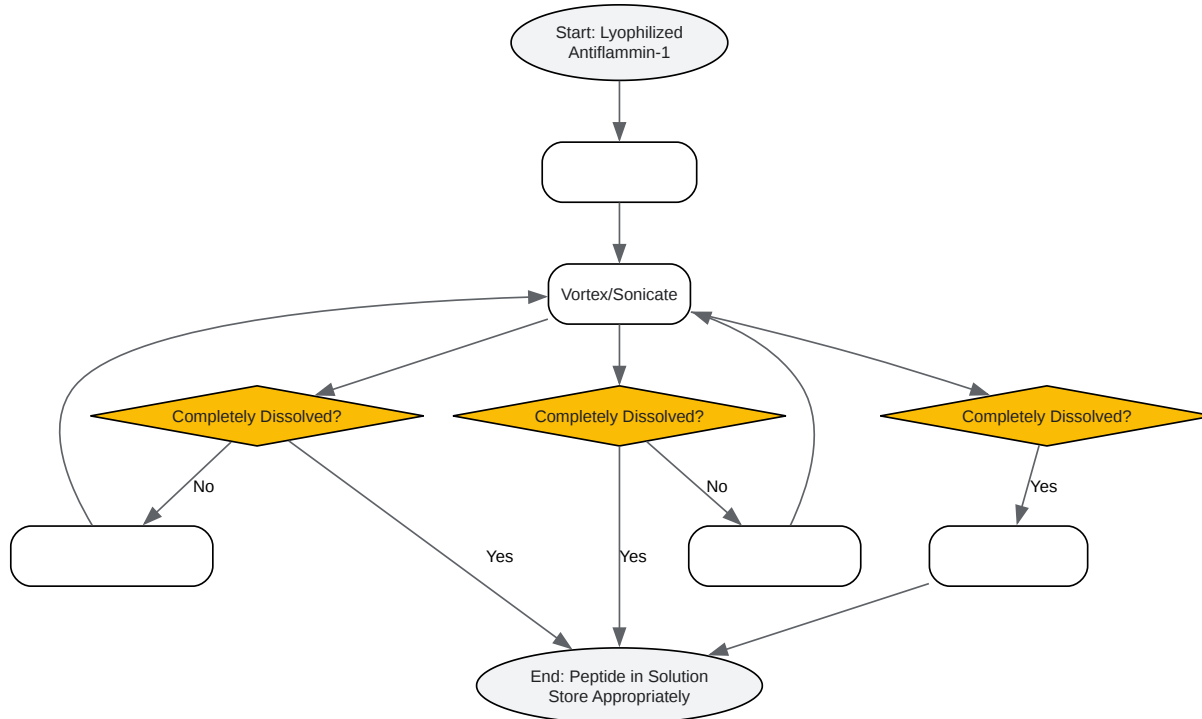 Start: Lyophilized
Antiflammin-1
Vortex/Sonicate
Completely Dissolved?
Completely Dissolved?
Completely Dissolved?
No
No
Yes
Yes
Yes
End: Peptide in Solution
Store Appropriately